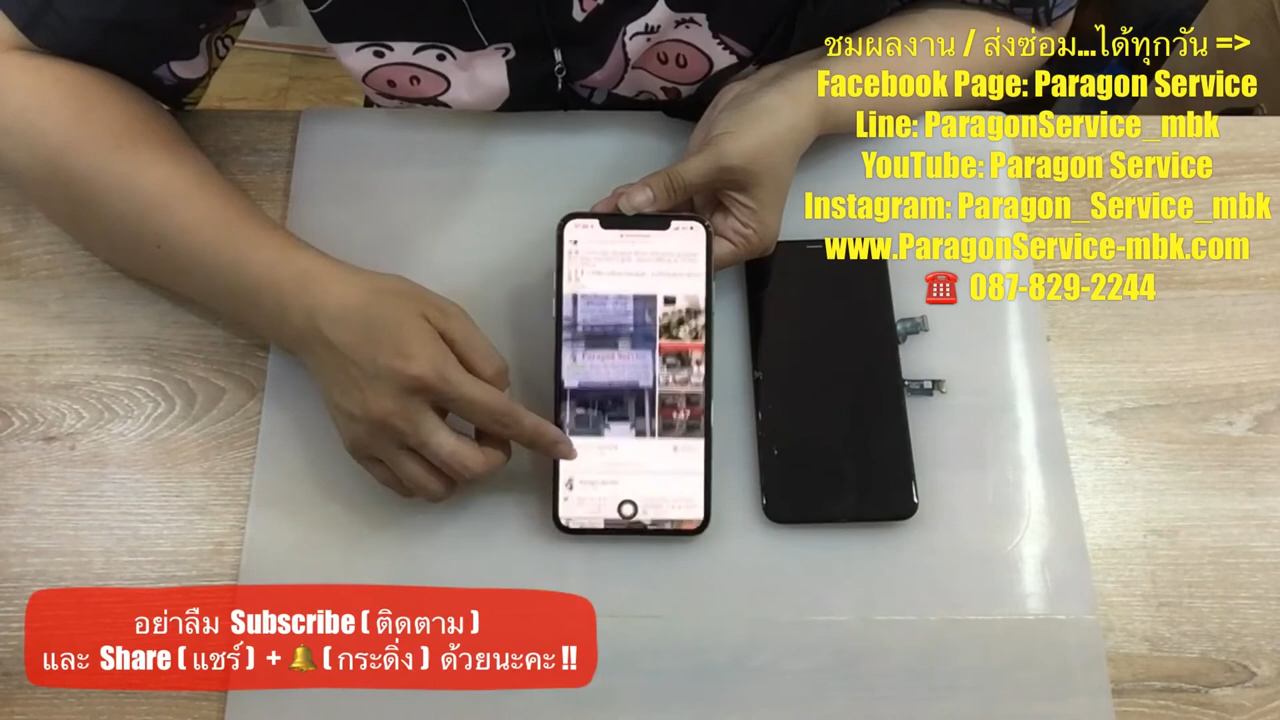 ชมผลงาน / ส่งซ่อม...ได้ทุกวัน =>
Facebook Page: Paragon Service
Line: ParagonService_mbk
YouTube: Paragon Service
Instagram: Paragon_Service_mbk
www.ParagonService-mbk.com
☎️ 087-829-2244
อย่าลืม Subscribe ( ติดตาม )
และ Share ( แชร์ ) + 🔔 ( กระดิ่ง ) ด้วยนะคะ !!